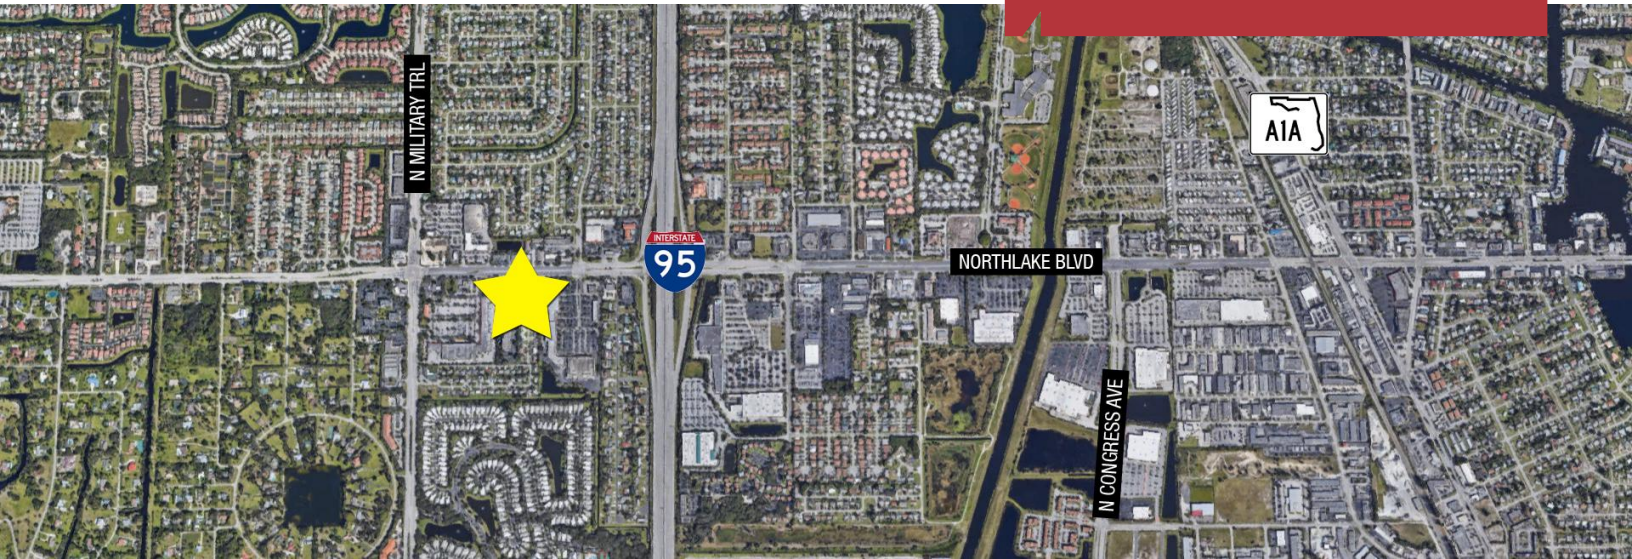 N MILITARY TRL
A1A
INTERSTATE
95
NORTHLAKE BLVD
N CONGRESS AVE